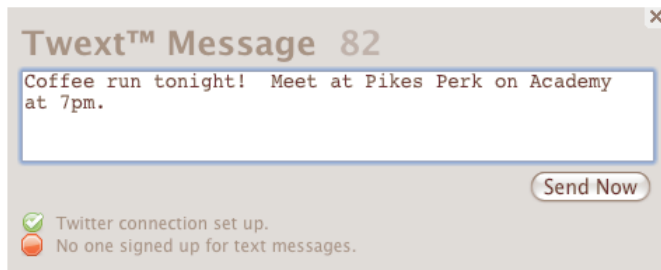 Twext™ Message 82
Coffee run tonight!  Meet at Pikes Perk on Academy
at 7pm.
Send Now
Twitter connection set up.
No one signed up for text messages.